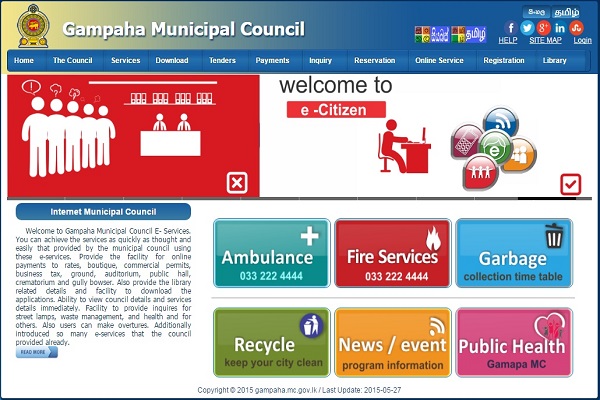 Gampaha Municipal Council
සිංහල
தமிழ்
සිංහල
தமிழ்
HELP
SITE MAP
Login
Home
The Council
Services
Download
Tenders
Payments
Inquiry
Reservation
Online Service
Registration
Library
welcome to
e -Citizen
Internet Municipal Council
Welcome to Gampaha Municipal Council E- Services.
You can achieve the services as quickly as thought and
easily that provided by the municipal council using
these e-services. Provide the facility for online
payments to rates, boutique, commercial permits,
business tax, ground, auditorium, public hall,
crematorium and gully bowser. Also provide the library
related details and facility to download the
applications. Ability to view council details and services
details immediately. Facility to provide inquires for
street lamps, waste management, and health and for
others. Also users can make overtures. Additionally
introduced so many e-services that the council
provided already.
READ MORE
Ambulance
033 222 4444
Fire Services
033 222 4444
Garbage
collection time table
Recycle
keep your city clean
News / event
program information
Public Health
Gamapa MC
Copyright © 2015 gampaha.mc.gov.lk / Last Update: 2015-05-27